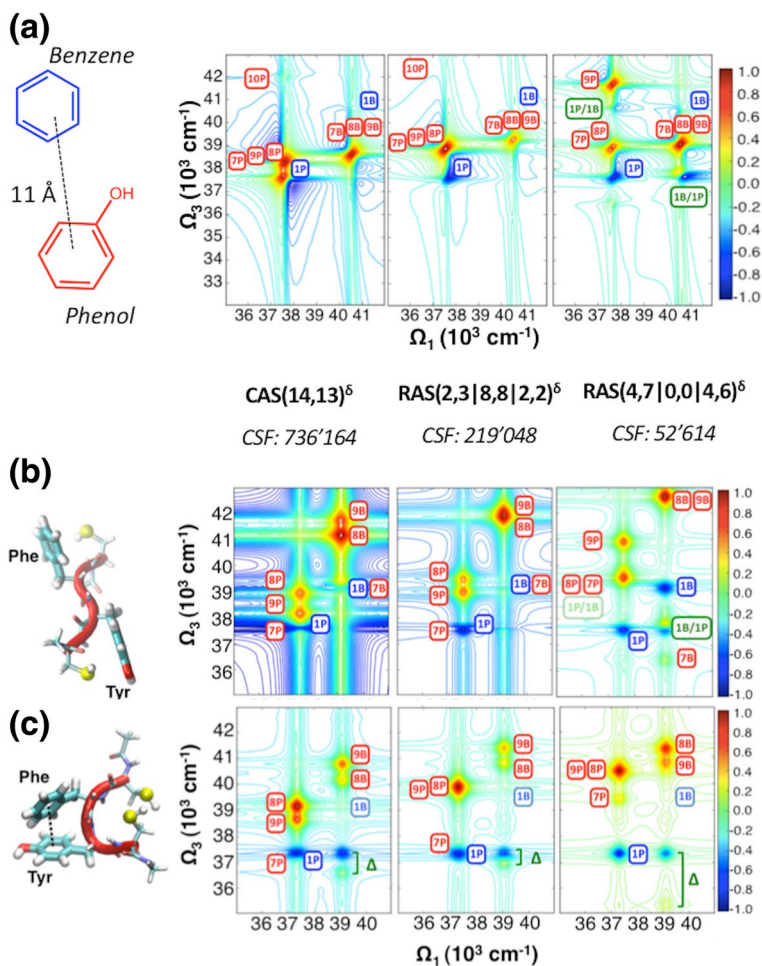 (a)
Benzene
11 Å
OH
Phenol
Ω3 (10³ cm⁻¹)
42
41
40
39
38
37
36
35
34
33
10P
1B
7B 8B 9B
7P 9P 8P
1P
10P
1B
7B 8B 9B
7P 9P 8P
1P
9P
1P/1B
1B
8P
7P
7B 8B 9B
1P
1B/1P
1.0
0.8
0.6
0.4
0.2
0.0
-0.2
-0.4
-0.6
-0.8
-1.0
36 37 38 39 40 41
36 37 38 39 40 41
36 37 38 39 40 41
Ω1 (10³ cm⁻¹)
CAS(14,13)δ
RAS(2,3|8,8|2,2)δ
RAS(4,7|0,0|4,6)δ
CSF: 736'164
CSF: 219'048
CSF: 52'614
(b)
Phe
Tyr
Ω3 (10³ cm⁻¹)
42
41
40
39
38
37
36
9B
8B
8P
9P
1B 7B
7P
1P
9B
8B
8P
9P
1B 7B
7P
1P
8B 9B
9P
8P 7P
1B
1P/1B
1B/1P
1P
7B
1.0
0.8
0.6
0.4
0.2
0.0
-0.2
-0.4
-0.6
-0.8
-1.0
(c)
Phe
Tyr
Ω3 (10³ cm⁻¹)
42
41
40
39
38
37
36
9B
8B
8P
9P
1B
7P
1P
Δ
9B
8B
9P 8P
1B
7P
1P
Δ
8B
9P 8P
9B
7P
1B
1P
Δ
1.0
0.8
0.6
0.4
0.2
0.0
-0.2
-0.4
-0.6
-0.8
-1.0
36 37 38 39 40
36 37 38 39 40
36 37 38 39 40
Ω1 (10³ cm⁻¹)